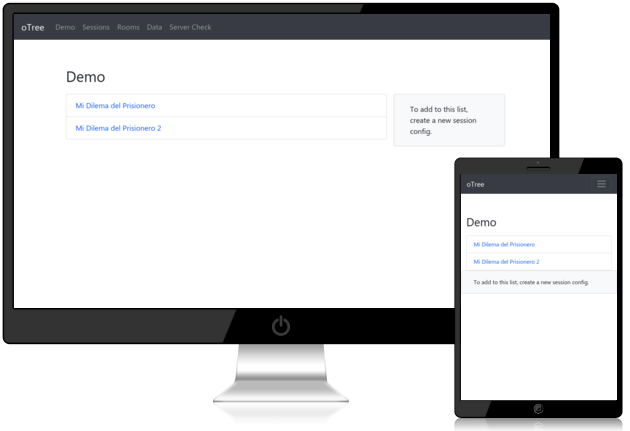 oTree Demo Sessions Rooms Data Server Check
Demo
Mi Dilema del Prisionero
Mi Dilema del Prisionero 2
To add to this list,
create a new session
config.
oTree
Demo
Mi Dilema del Prisionero
Mi Dilema del Prisionero 2
To add to this list, create a new session config.